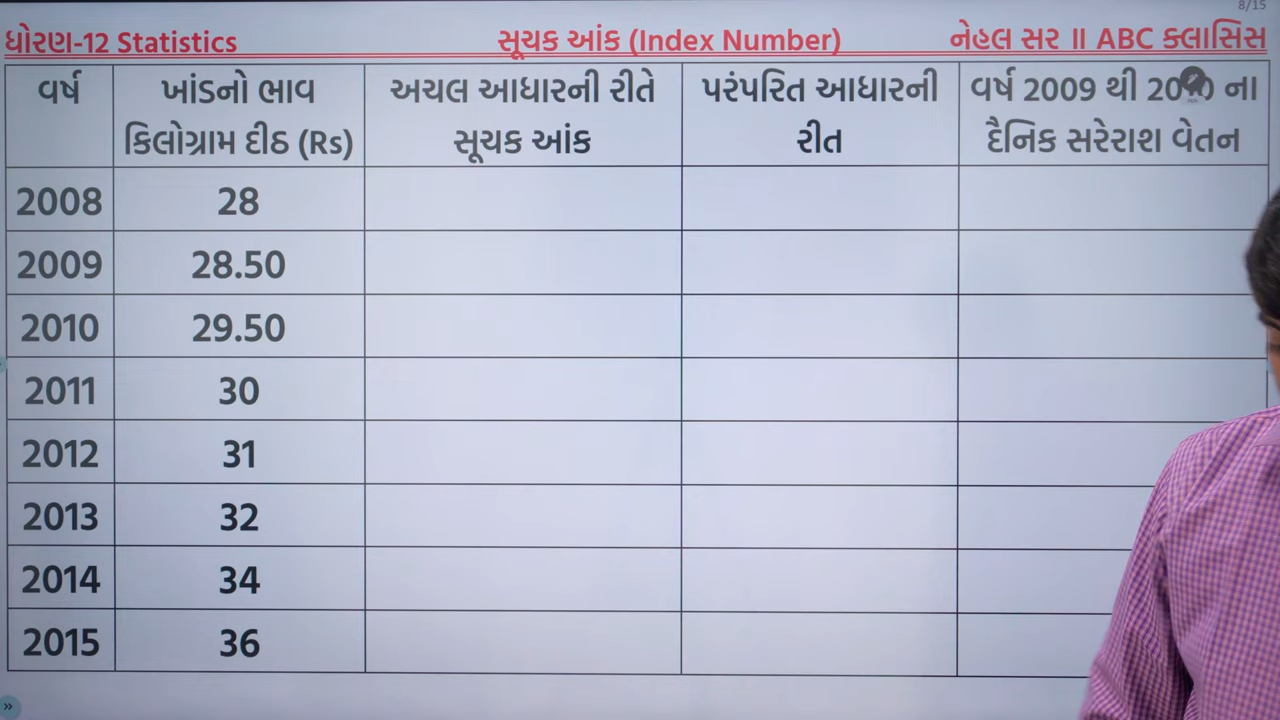 8/15
ધોરણ-12 Statistics
સૂચક આંક (Index Number)
નેહલ સર II ABC ક્લાસિસ
વર્ષ
ખાંડનો ભાવ
કિલોગ્રામ દીઠ (Rs)
અચલ આધારની રીતે
સૂચક આંક
પરંપરિત આધારની
રીત
વર્ષ 2009 થી ના
દૈનિક સરેરાશ વેતન
2008 28
2009 28.50
2010 29.50
2011 30
2012 31
2013 32
2014 34
2015 36
»